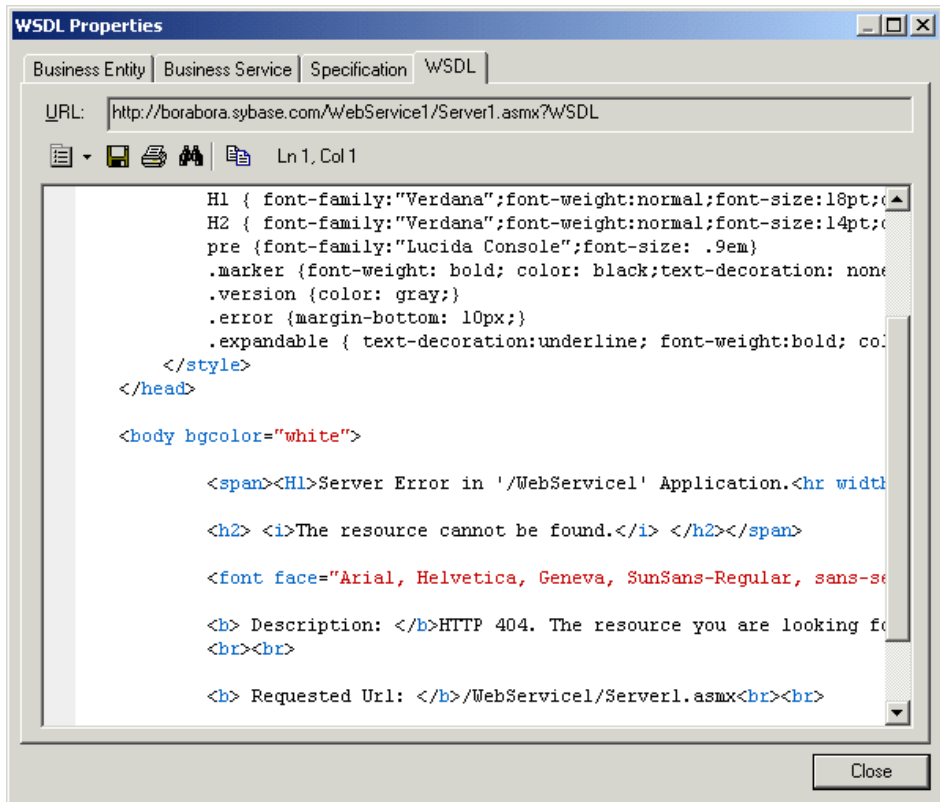 WSDL Properties
Business Entity Business Service Specification WSDL
URL: http://borabora.sybase.com/WebService1/Server1.asmx?WSDL
Ln 1, Col 1
H1 { font-family:"Verdana";font-weight:normal;font-size:18pt;
H2 { font-family:"Verdana";font-weight:normal;font-size:14pt;
pre {font-family:"Lucida Console";font-size: .9em}
.marker {font-weight: bold; color: black;text-decoration: none
.version {color: gray;}
.error {margin-bottom: 10px;}
.expandable { text-decoration:underline; font-weight:bold; col
</style>
</head>
<body bgcolor="white">
<span><H1>Server Error in '/WebService1' Application.<hr width
<h2> <i>The resource cannot be found.</i> </h2></span>
<font face="Arial, Helvetica, Geneva, SunSans-Regular, sans-se
<b> Description: </b>HTTP 404. The resource you are looking fo
<br><br>
<b> Requested Url: </b>/WebService1/Server1.asmx<br><br>
Close